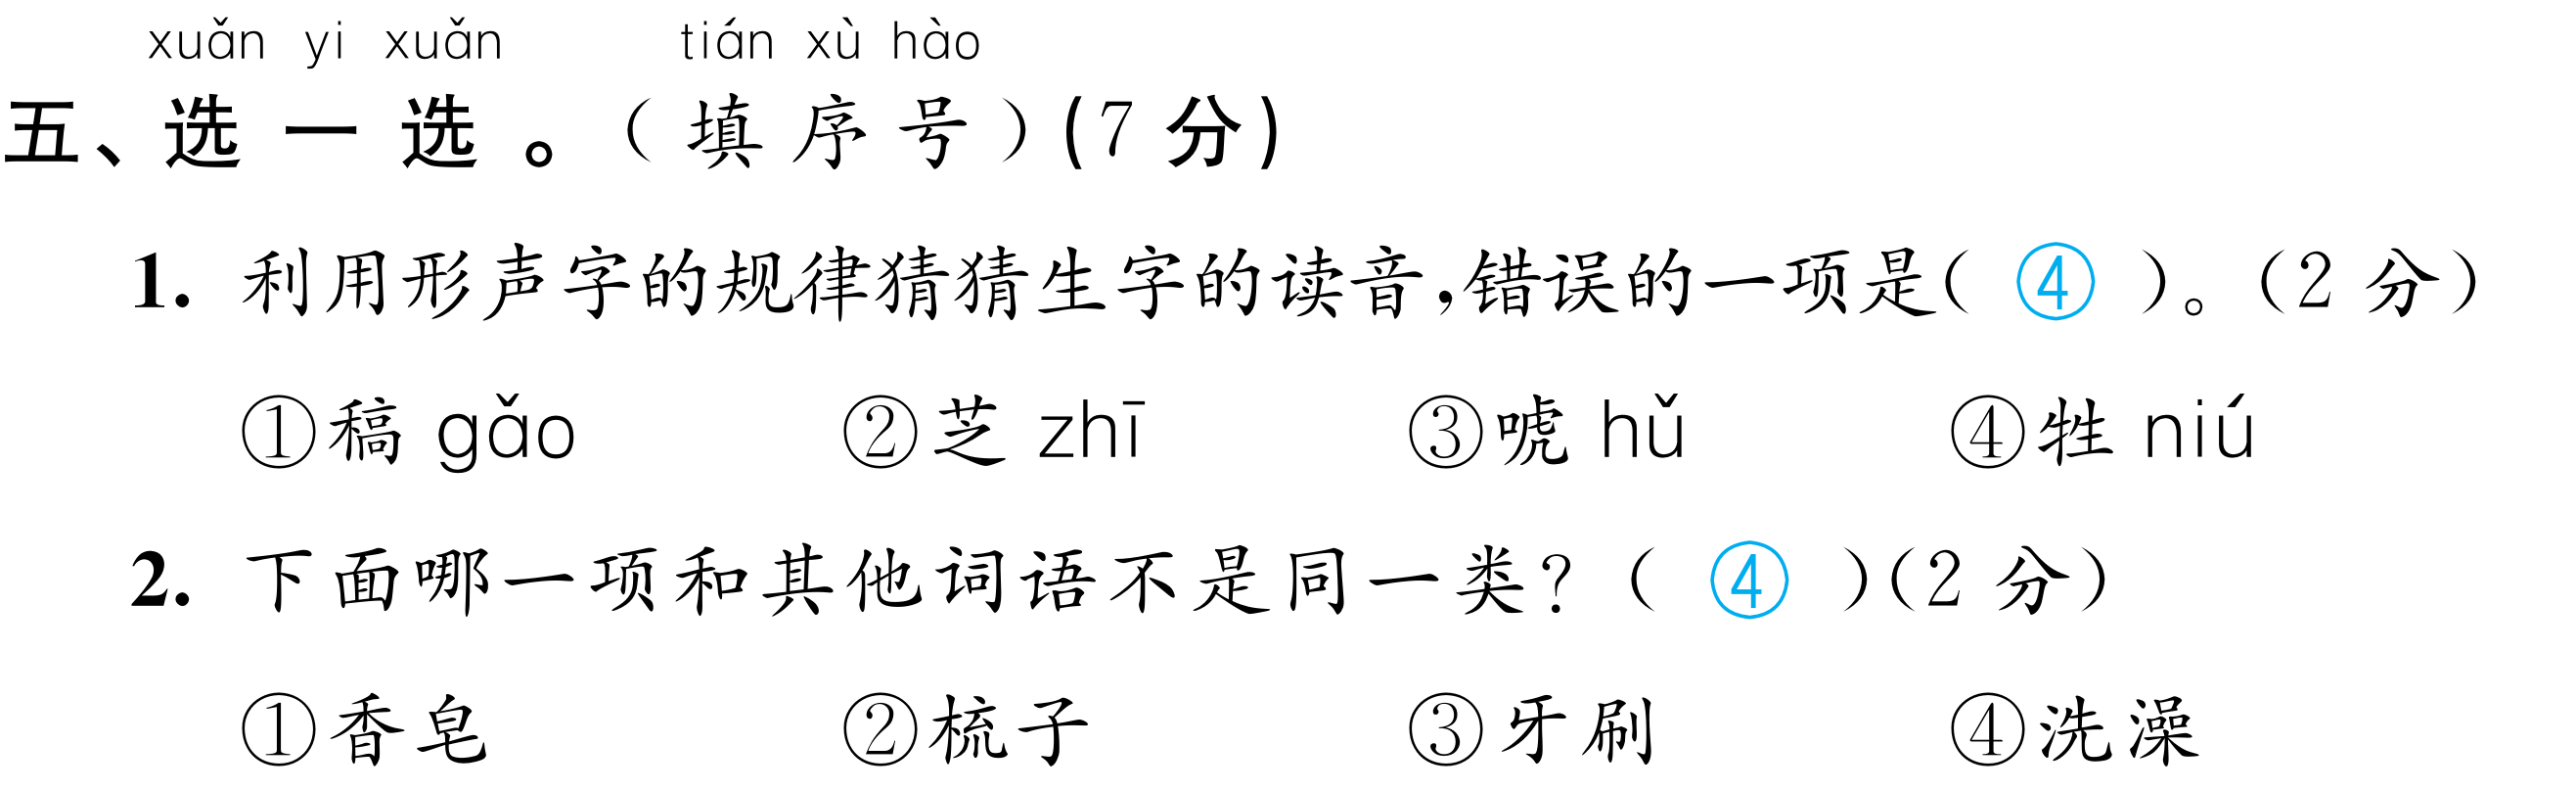 xuǎn yi xuǎn tián xù hào
五、选一选。（填序号）(7 分)
1. 利用形声字的规律猜猜生字的读音,错误的一项是( ④ )。(2 分)
①稿 gǎo ②芝 zhī ③唬 hǔ ④牲 niú
2. 下面哪一项和其他词语不是同一类?( ④ )(2 分)
①香皂 ②梳子 ③牙刷 ④洗澡